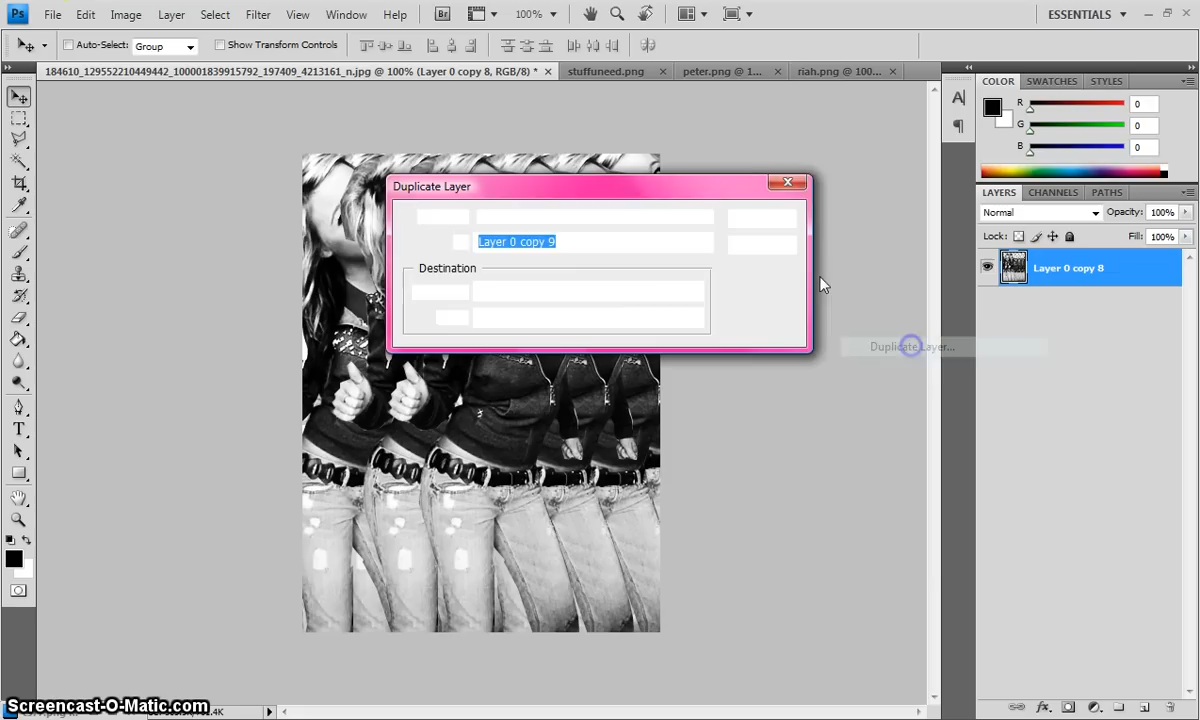 Ps File Edit Image Layer Select Filter View Window Help Br 100% ESSENTIALS
Auto-Select: Group Show Transform Controls
184610_129552210449442_100001839915792_197409_4213161_n.jpg @ 100% (Layer 0 copy 8, RGB/8) * stuffuneed.png peter.png @ 1... riah.png @ 100...
COLOR SWATCHES STYLES
R 0
G 0
B 0
LAYERS CHANNELS PATHS
Normal Opacity: 100%
Lock: Fill: 100%
Layer 0 copy 8
Duplicate Layer
Layer 0 copy 9
Destination
Duplicate Layer...
Screencast-O-Matic.com